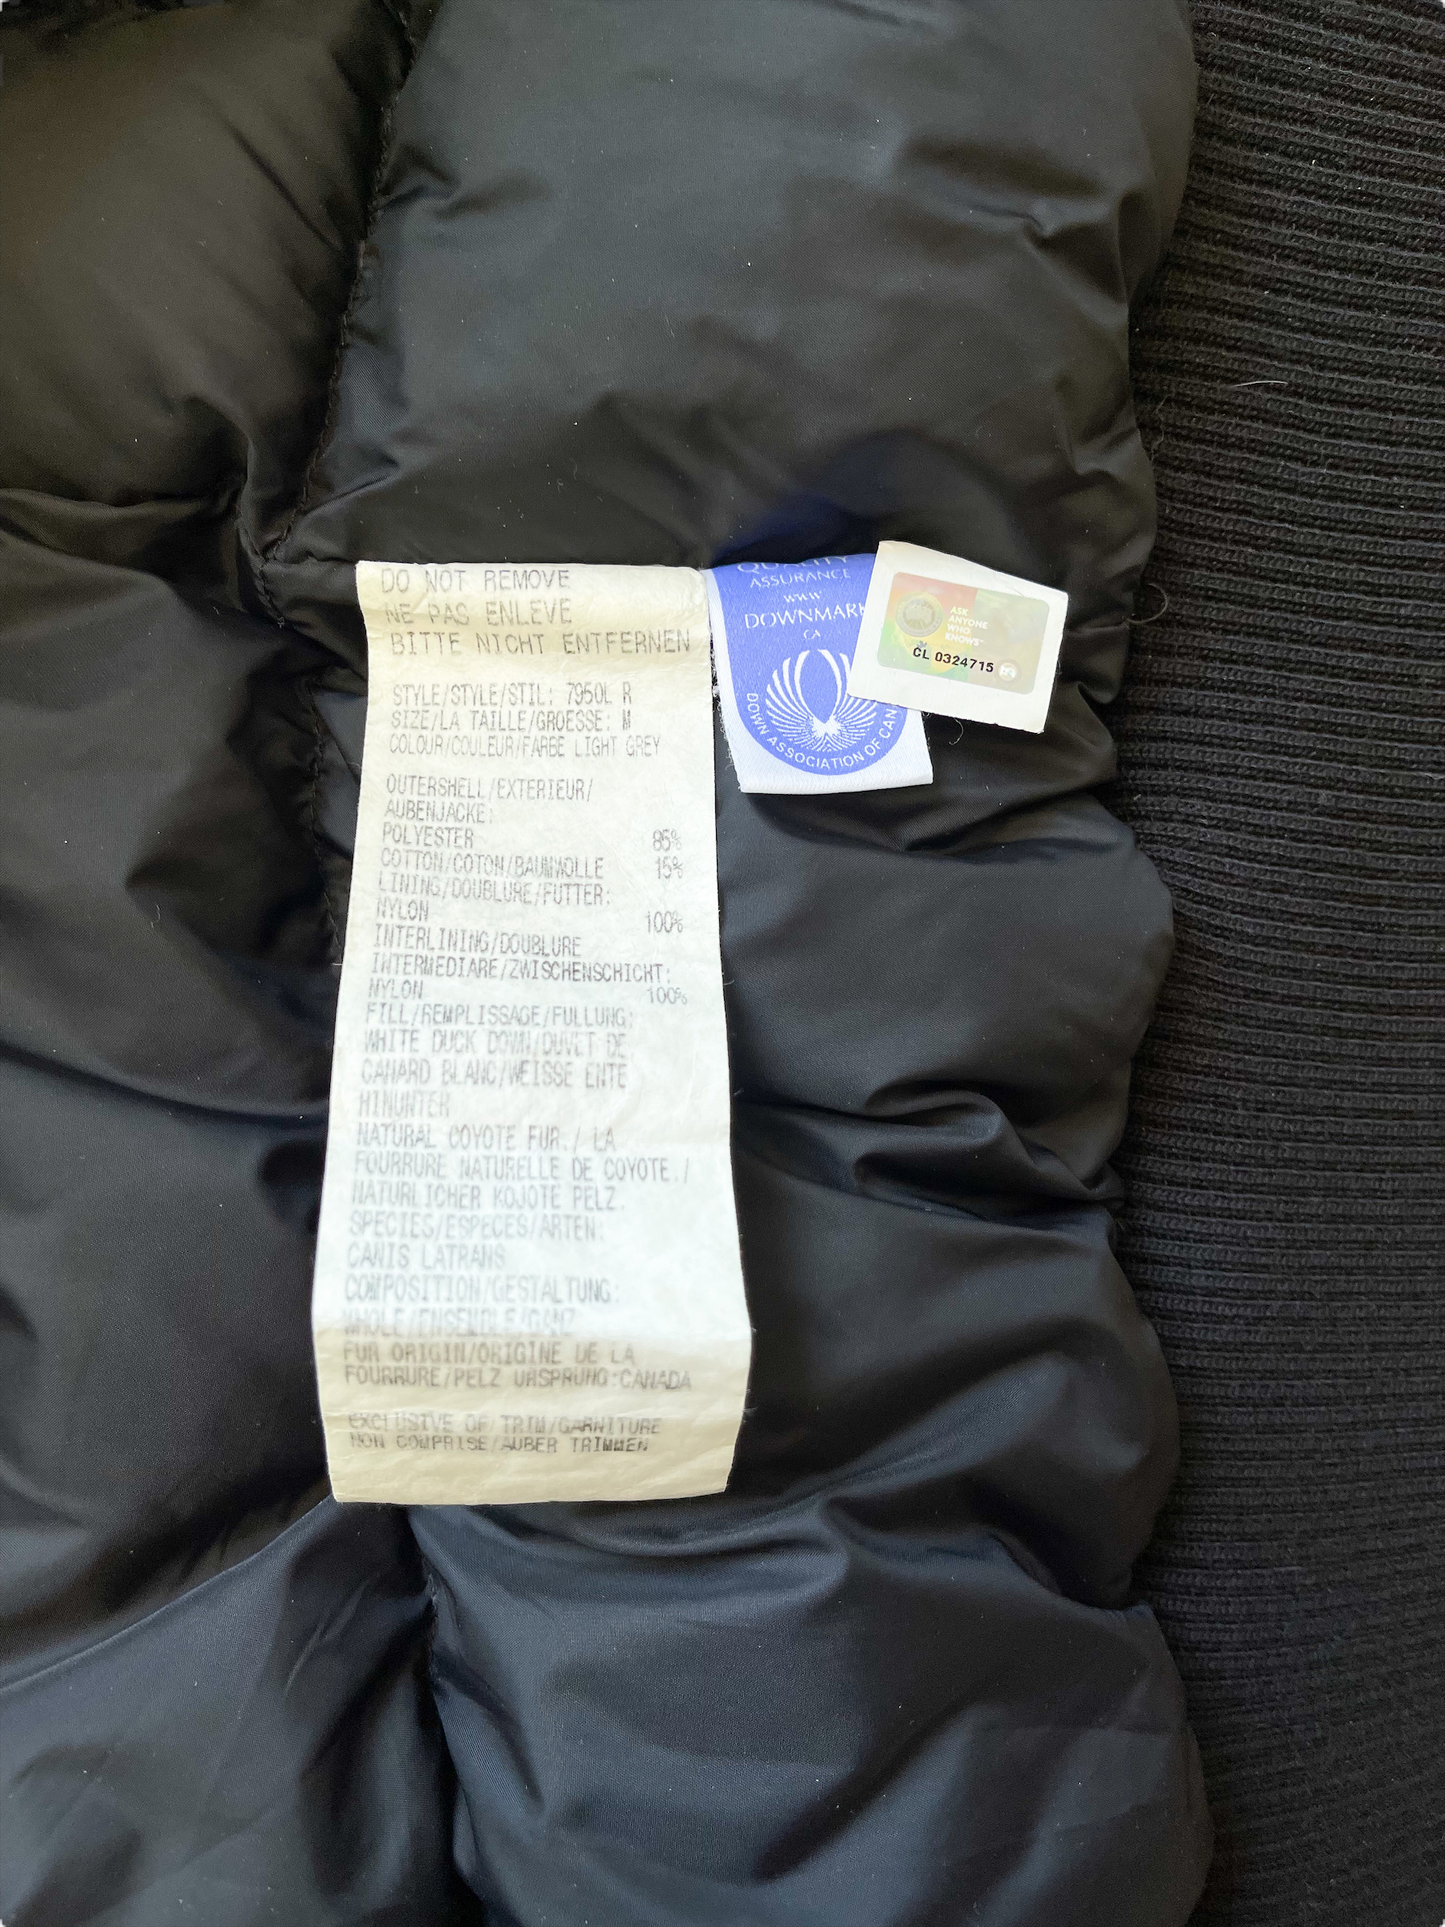 DO NOT REMOVE
NE PAS ENLEVE
BITTE NICHT ENTFERNEN
STYLE/STYLE/STIL: 7950L R
SIZE/LA TAILLE/GROESSE: M
COLOUR/COULEUR/FARBE LIGHT GREY
OUTERSHELL/EXTERIEUR/
AUBENJACKE:
POLYESTER 85%
COTTON/COTON/BAUMWOLLE 15%
LINING/DOUBLURE/FUTTER:
NYLON 100%
INTERLINING/DOUBLURE
INTERMEDIARE/ZWISCHENSCHICHT:
NYLON 100%
FILL/REMPLISSAGE/FULLUNG:
WHITE DUCK DOWN/DUVET DE
CANARD BLANC/WEISSE ENTE
HINUNTER
NATURAL COYOTE FUR./ LA
FOURRURE NATURELLE DE COYOTE./
NATURLICHER KOJOTE PELZ.
SPECIES/ESPECES/ARTEN:
CANIS LATRANS
COMPOSITION/GESTALTUNG:
WHOLE/ENSEMBLE/GANZ
FUR ORIGIN/ORIGINE DE LA
FOURRURE/PELZ URSPRUNG:CANADA
EXCLUSIVE OF/TRIM/GARNITURE
NON COMPRISE/AUBER TRIMMEN
QUALITY
ASSURANCE
WWW
DOWNMARK
CA
DOWN ASSOCIATION OF CAN
ASK
ANYONE
WHO
KNOWS™
CL 0324715